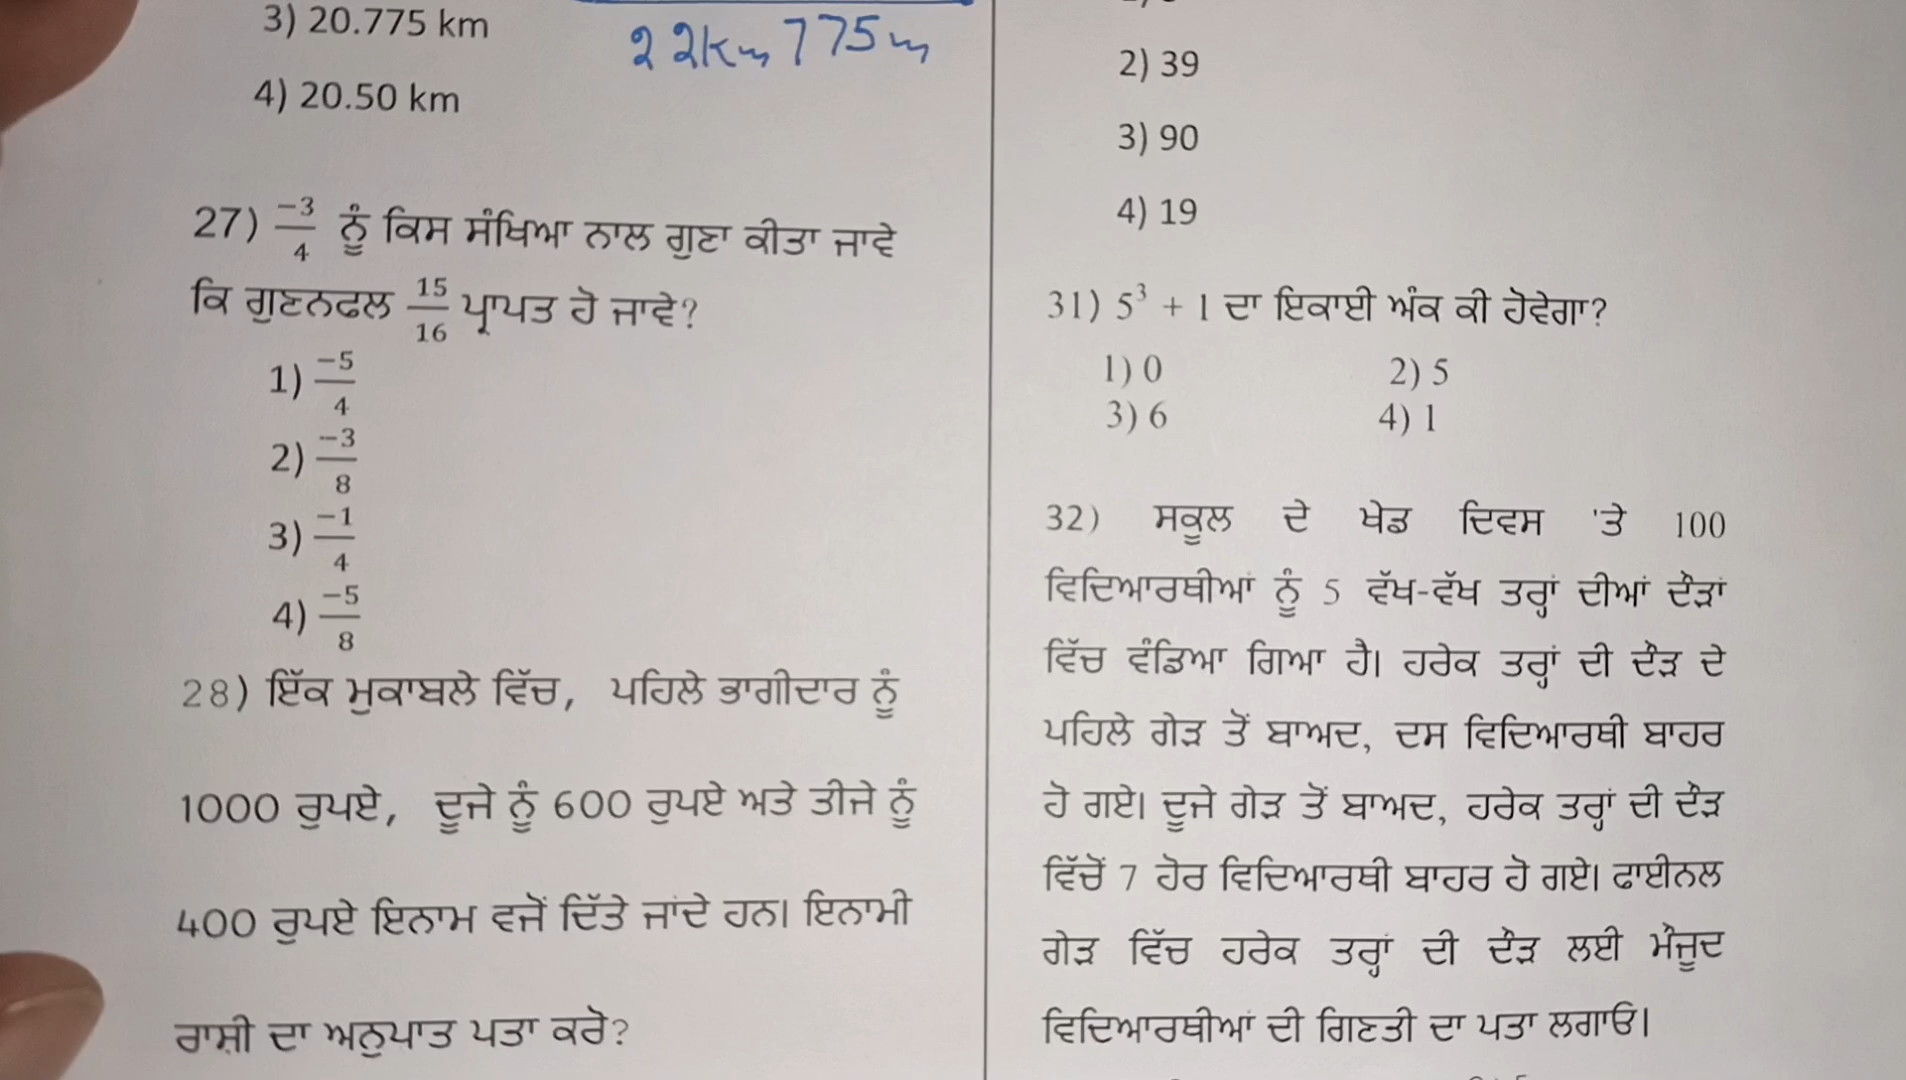 3) 20.775 km
22km 775m
4) 20.50 km
27) −3/4 ਨੂੰ ਕਿਸ ਸੰਖਿਆ ਨਾਲ ਗੁਣਾ ਕੀਤਾ ਜਾਵੇ
ਕਿ ਗੁਣਨਫਲ 15/16 ਪ੍ਰਾਪਤ ਹੋ ਜਾਵੇ?
1) −5/4
2) −3/8
3) −1/4
4) −5/8
28) ਇੱਕ ਮੁਕਾਬਲੇ ਵਿੱਚ, ਪਹਿਲੇ ਭਾਗੀਦਾਰ ਨੂੰ
1000 ਰੁਪਏ, ਦੂਜੇ ਨੂੰ 600 ਰੁਪਏ ਅਤੇ ਤੀਜੇ ਨੂੰ
400 ਰੁਪਏ ਇਨਾਮ ਵਜੋਂ ਦਿੱਤੇ ਜਾਂਦੇ ਹਨ। ਇਨਾਮੀ
ਰਾਸ਼ੀ ਦਾ ਅਨੁਪਾਤ ਪਤਾ ਕਰੋ?
2) 39
3) 90
4) 19
31) 5³ + 1 ਦਾ ਇਕਾਈ ਅੰਕ ਕੀ ਹੋਵੇਗਾ?
1) 0 2) 5
3) 6 4) 1
32) ਸਕੂਲ ਦੇ ਖੇਡ ਦਿਵਸ 'ਤੇ 100
ਵਿਦਿਆਰਥੀਆਂ ਨੂੰ 5 ਵੱਖ-ਵੱਖ ਤਰ੍ਹਾਂ ਦੀਆਂ ਦੌੜਾਂ
ਵਿੱਚ ਵੰਡਿਆ ਗਿਆ ਹੈ। ਹਰੇਕ ਤਰ੍ਹਾਂ ਦੀ ਦੌੜ ਦੇ
ਪਹਿਲੇ ਗੇੜ ਤੋਂ ਬਾਅਦ, ਦਸ ਵਿਦਿਆਰਥੀ ਬਾਹਰ
ਹੋ ਗਏ। ਦੂਜੇ ਗੇੜ ਤੋਂ ਬਾਅਦ, ਹਰੇਕ ਤਰ੍ਹਾਂ ਦੀ ਦੌੜ
ਵਿੱਚੋਂ 7 ਹੋਰ ਵਿਦਿਆਰਥੀ ਬਾਹਰ ਹੋ ਗਏ। ਫਾਈਨਲ
ਗੇੜ ਵਿੱਚ ਹਰੇਕ ਤਰ੍ਹਾਂ ਦੀ ਦੌੜ ਲਈ ਮੌਜੂਦ
ਵਿਦਿਆਰਥੀਆਂ ਦੀ ਗਿਣਤੀ ਦਾ ਪਤਾ ਲਗਾਓ।